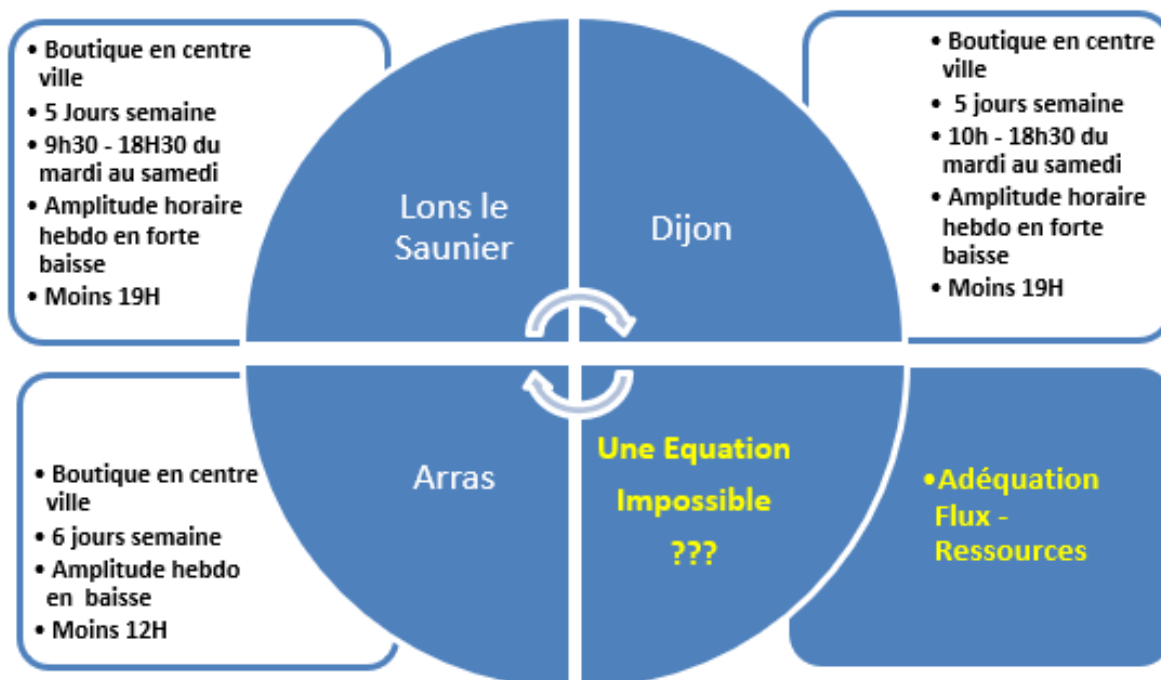 • Boutique en centre
ville
• 5 Jours semaine
• 9h30 - 18H30 du
mardi au samedi
• Amplitude horaire
hebdo en forte
baisse
• Moins 19H
Lons le
Saunier
Dijon
• Boutique en centre
ville
• 5 jours semaine
• 10h - 18h30 du
mardi au samedi
• Amplitude horaire
hebdo en forte
baisse
• Moins 19H
• Boutique en centre
ville
• 6 jours semaine
• Amplitude hebdo
en baisse
• Moins 12H
Arras
Une Equation
Impossible
???
•Adéquation
Flux -
Ressources